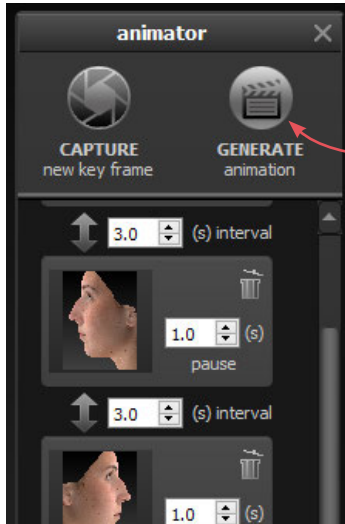 animator
CAPTURE
new key frame
GENERATE
animation
3.0 (s) interval
1.0 (s)
pause
3.0 (s) interval
1.0 (s)